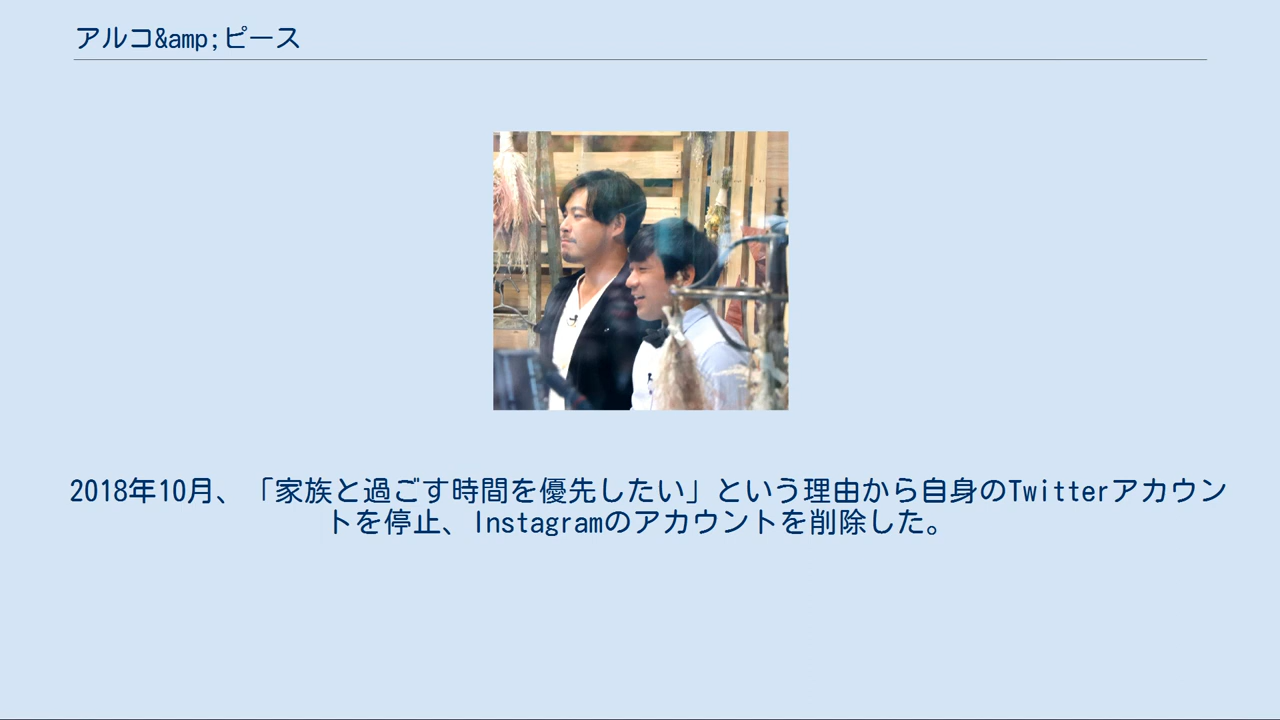 アルコ&amp;ピース
2018年10月、「家族と過ごす時間を優先したい」という理由から自身のTwitterアカウン
トを停止、Instagramのアカウントを削除した。